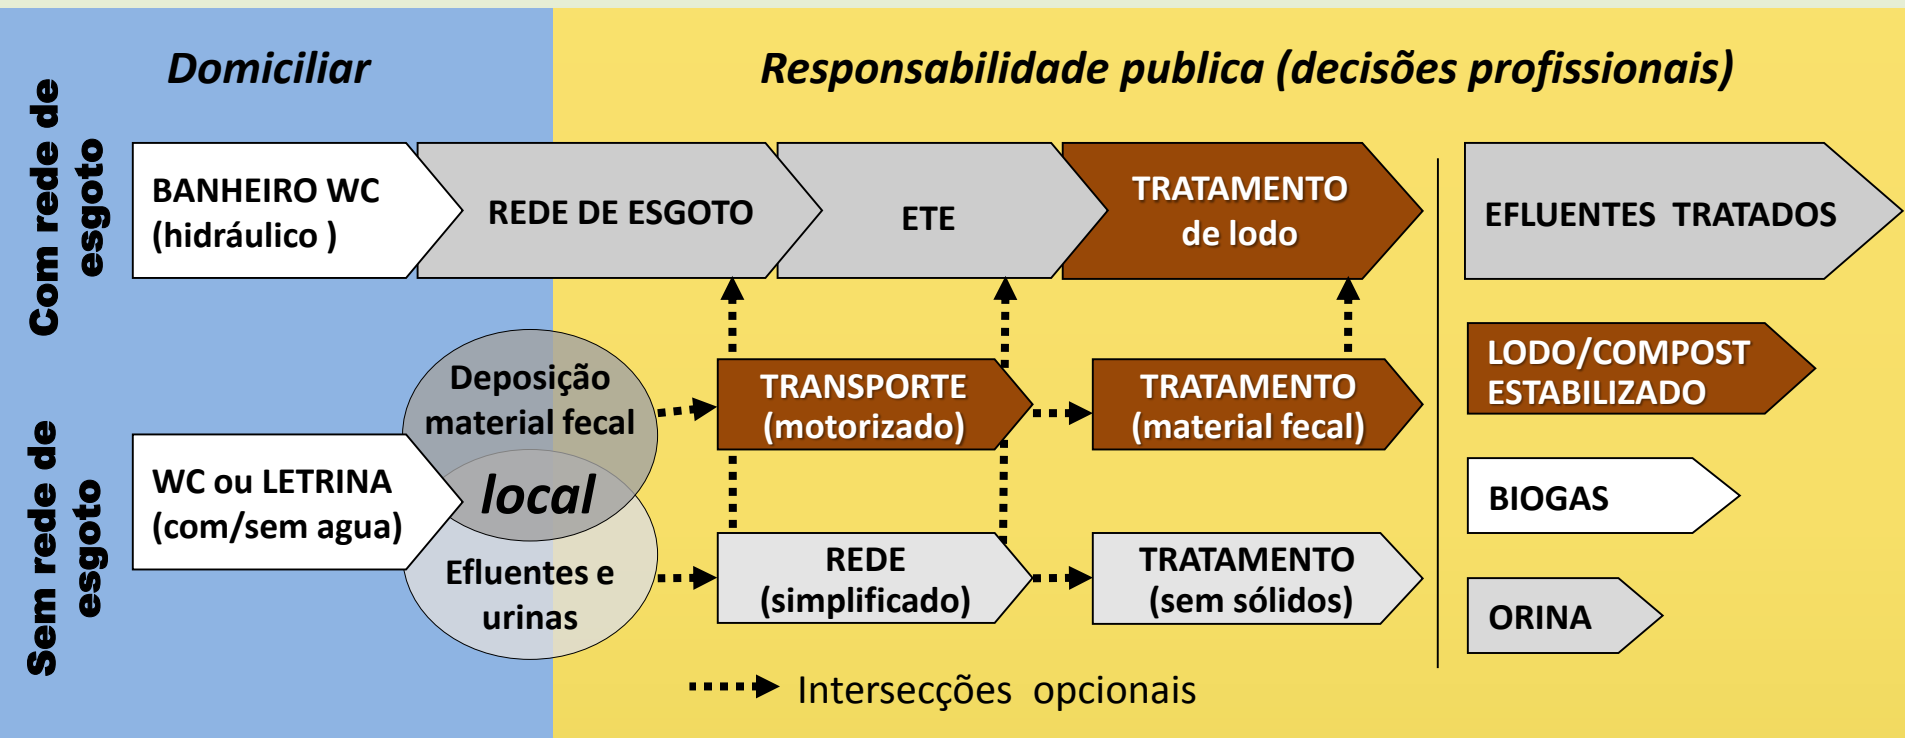 Domiciliar
Responsabilidade publica (decisões profissionais)
Com rede de
esgoto
BANHEIRO WC
(hidráulico )
REDE DE ESGOTO
ETE
TRATAMENTO
de lodo
EFLUENTES  TRATADOS
Sem rede de
esgoto
WC ou LETRINA
(com/sem agua)
Deposição
material fecal
local
Efluentes e
urinas
TRANSPORTE
(motorizado)
TRATAMENTO
(material fecal)
REDE
(simplificado)
TRATAMENTO
(sem sólidos)
LODO/COMPOST
ESTABILIZADO
BIOGAS
ORINA
Intersecções  opcionais